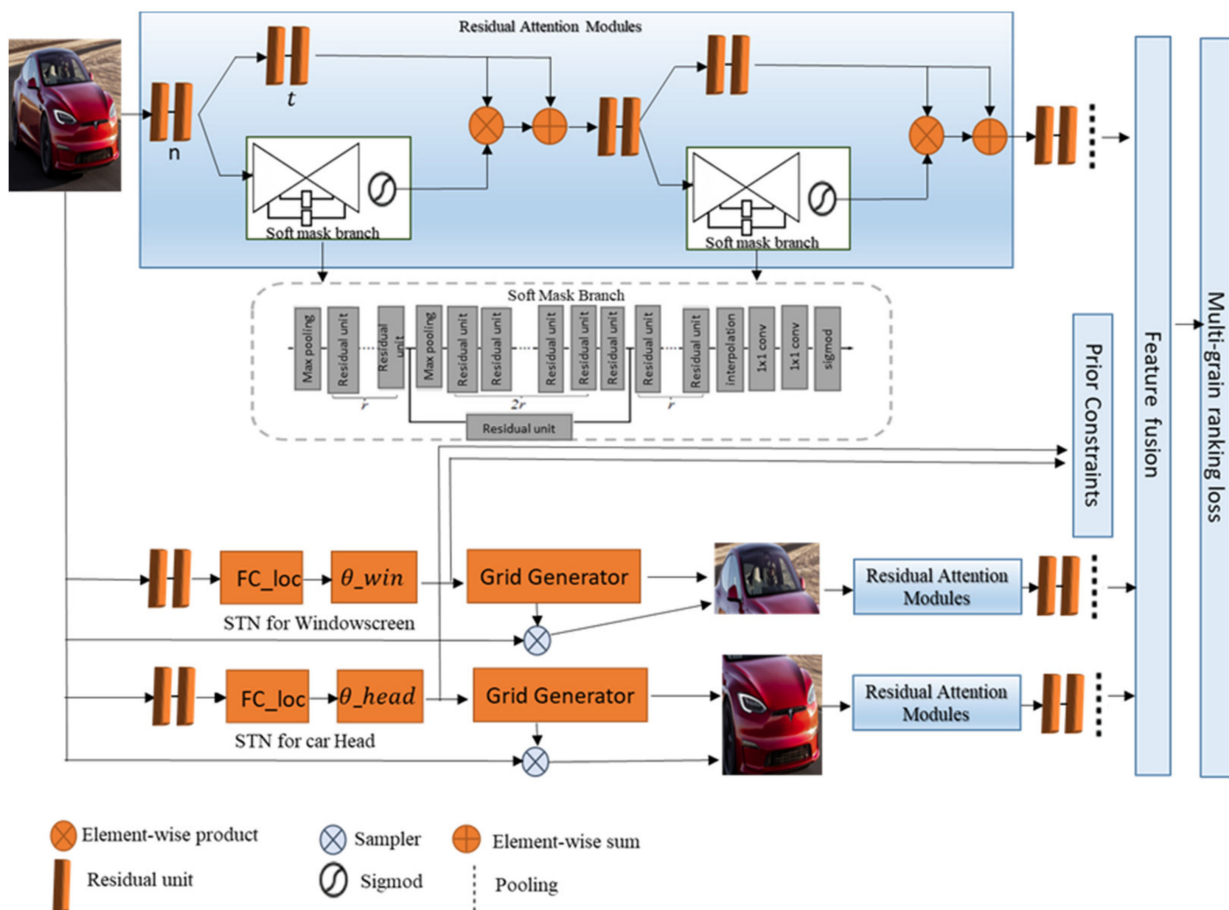 Residual Attention Modules
t
n
Soft mask branch
Soft mask branch
Soft Mask Branch
Max pooling
Residual unit
Residual unit
Max pooling
Residual unit
Residual unit
Residual unit
Residual unit
Residual unit
Residual unit
Residual unit
interpolation
1x1 conv
1x1 conv
sigmod
r
2r
r
Residual unit
Prior Constraints
Feature fusion
Multi-grain ranking loss
FC_loc
θ_win
Grid Generator
Residual Attention
Modules
STN for Windowscreen
FC_loc
θ_head
Grid Generator
Residual Attention
Modules
STN for car Head
Element-wise product
Sampler
Element-wise sum
Residual unit
Sigmod
Pooling